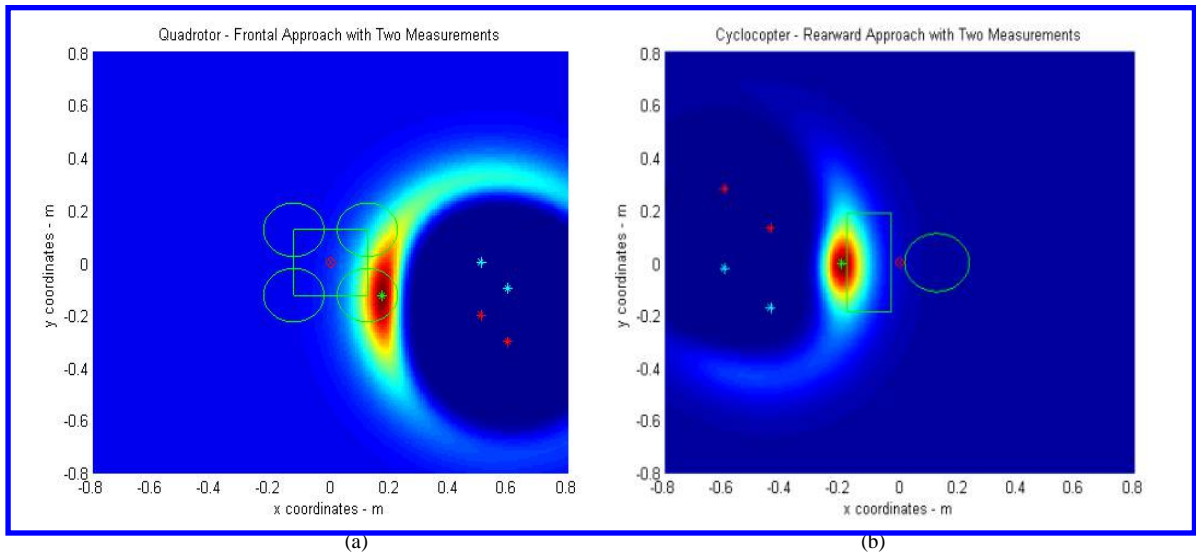 Quadrotor - Frontal Approach with Two Measurements
0.8
0.6
0.4
0.2
0
-0.2
-0.4
-0.6
-0.8
y coordinates - m
-0.8 -0.6 -0.4 -0.2 0 0.2 0.4 0.6 0.8
x coordinates - m
(a)
Cyclocopter - Rearward Approach with Two Measurements
0.8
0.6
0.4
0.2
0
-0.2
-0.4
-0.6
-0.8
y coordinates - m
-0.8 -0.6 -0.4 -0.2 0 0.2 0.4 0.6 0.8
x coordinates - m
(b)